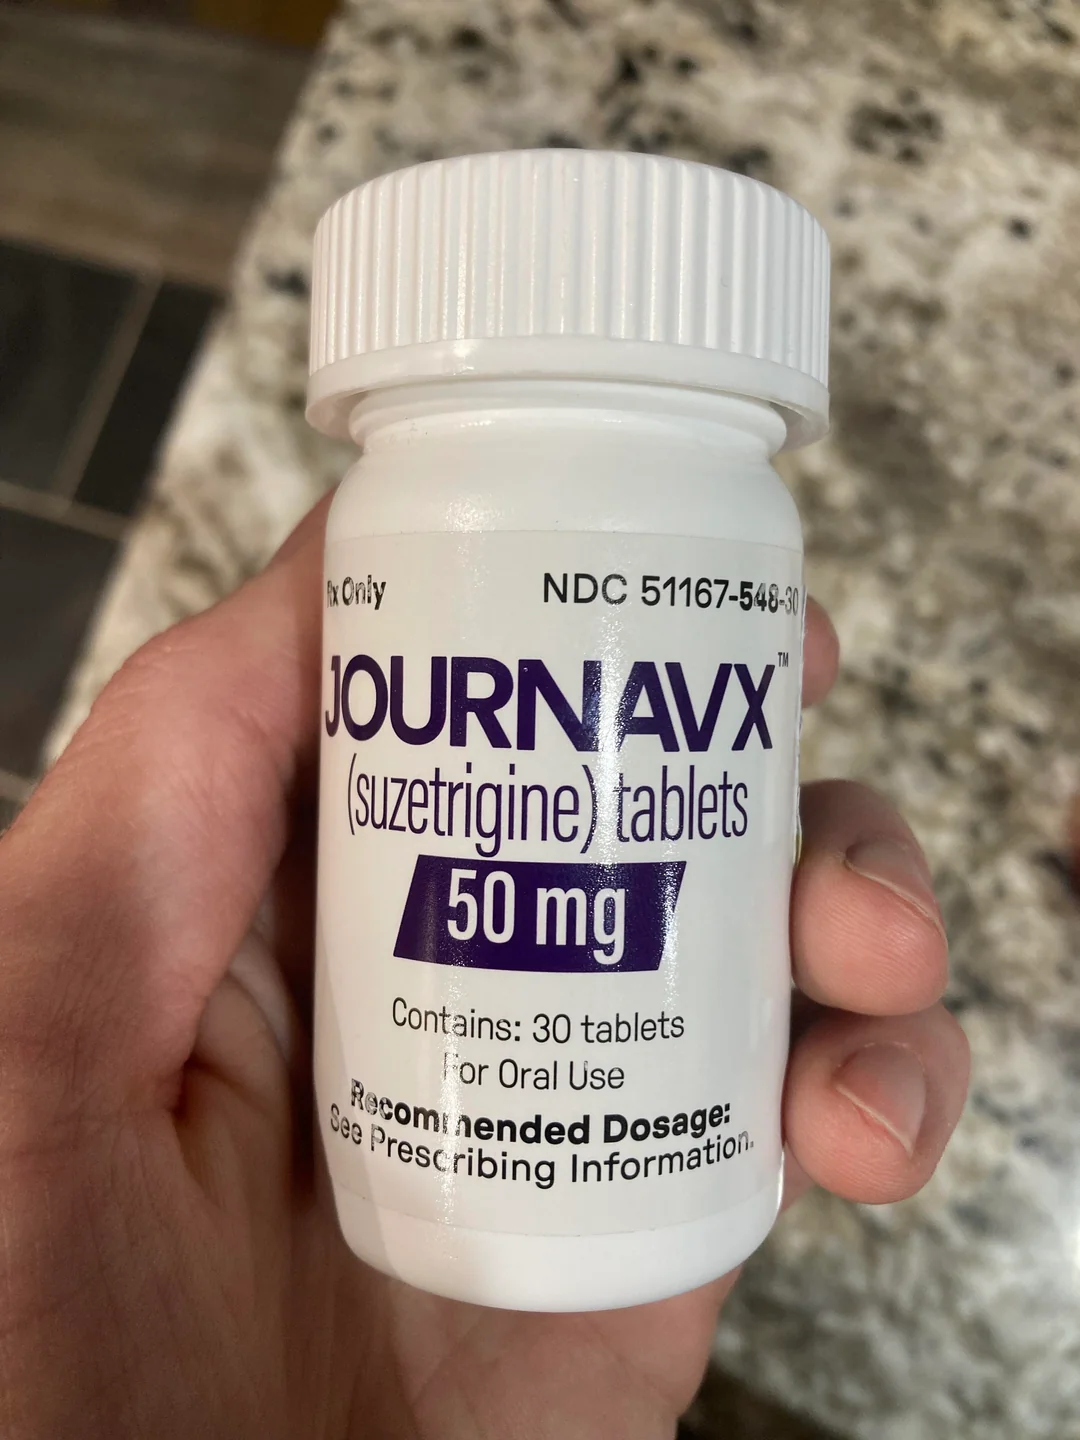 Rx Only
NDC 51167-548-30
JOURNAVX™
(suzetrigine) tablets
50 mg
Contains: 30 tablets
For Oral Use
Recommended Dosage:
See Prescribing Information.